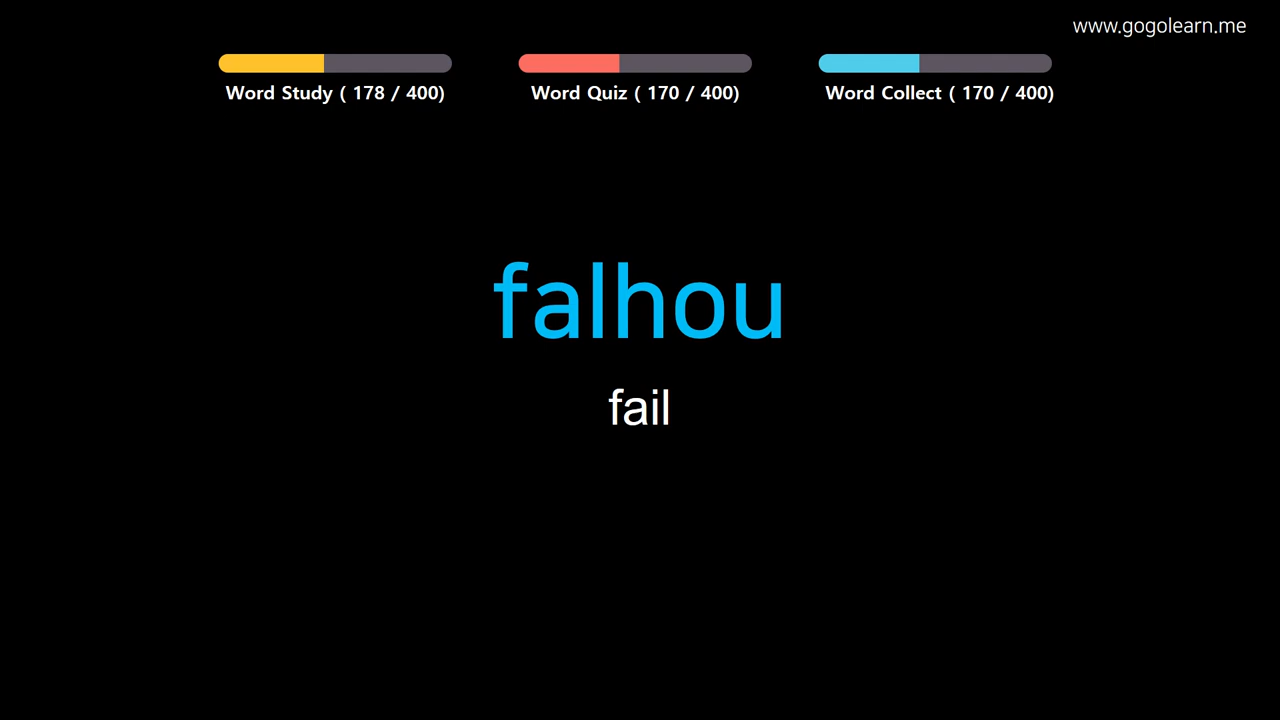 www.gogolearn.me
Word Study ( 178 / 400)
Word Quiz ( 170 / 400)
Word Collect ( 170 / 400)
falhou
fail